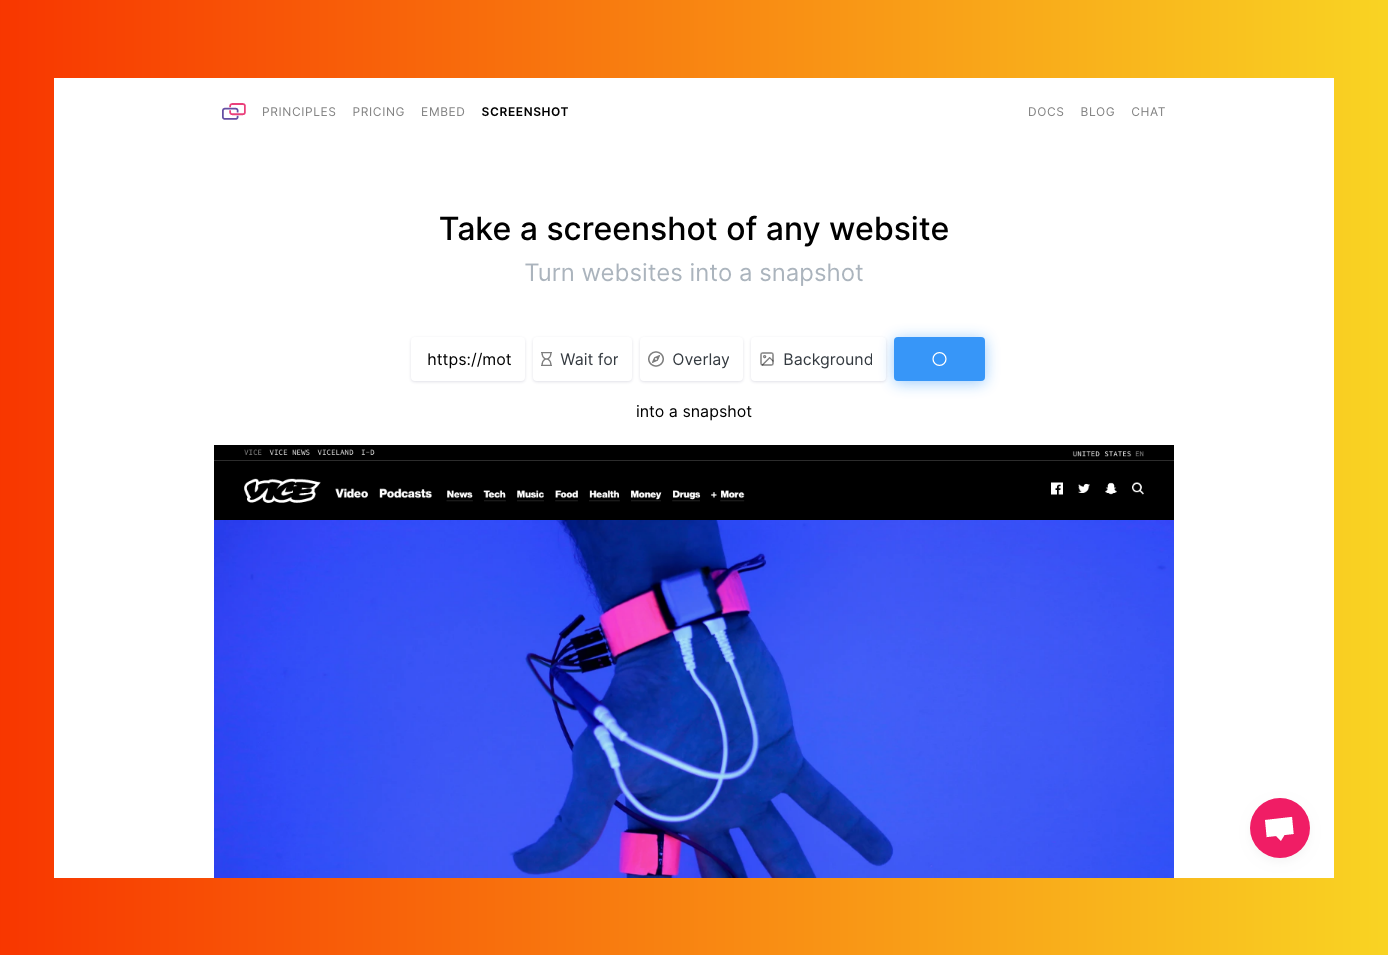 PRINCIPLES PRICING EMBED SCREENSHOT DOCS BLOG CHAT
Take a screenshot of any website
Turn websites into a snapshot
https://mot Wait for Overlay Background
into a snapshot
VICE VICE NEWS VICELAND I-D UNITED STATES EN
VICE Video Podcasts News Tech Music Food Health Money Drugs + More